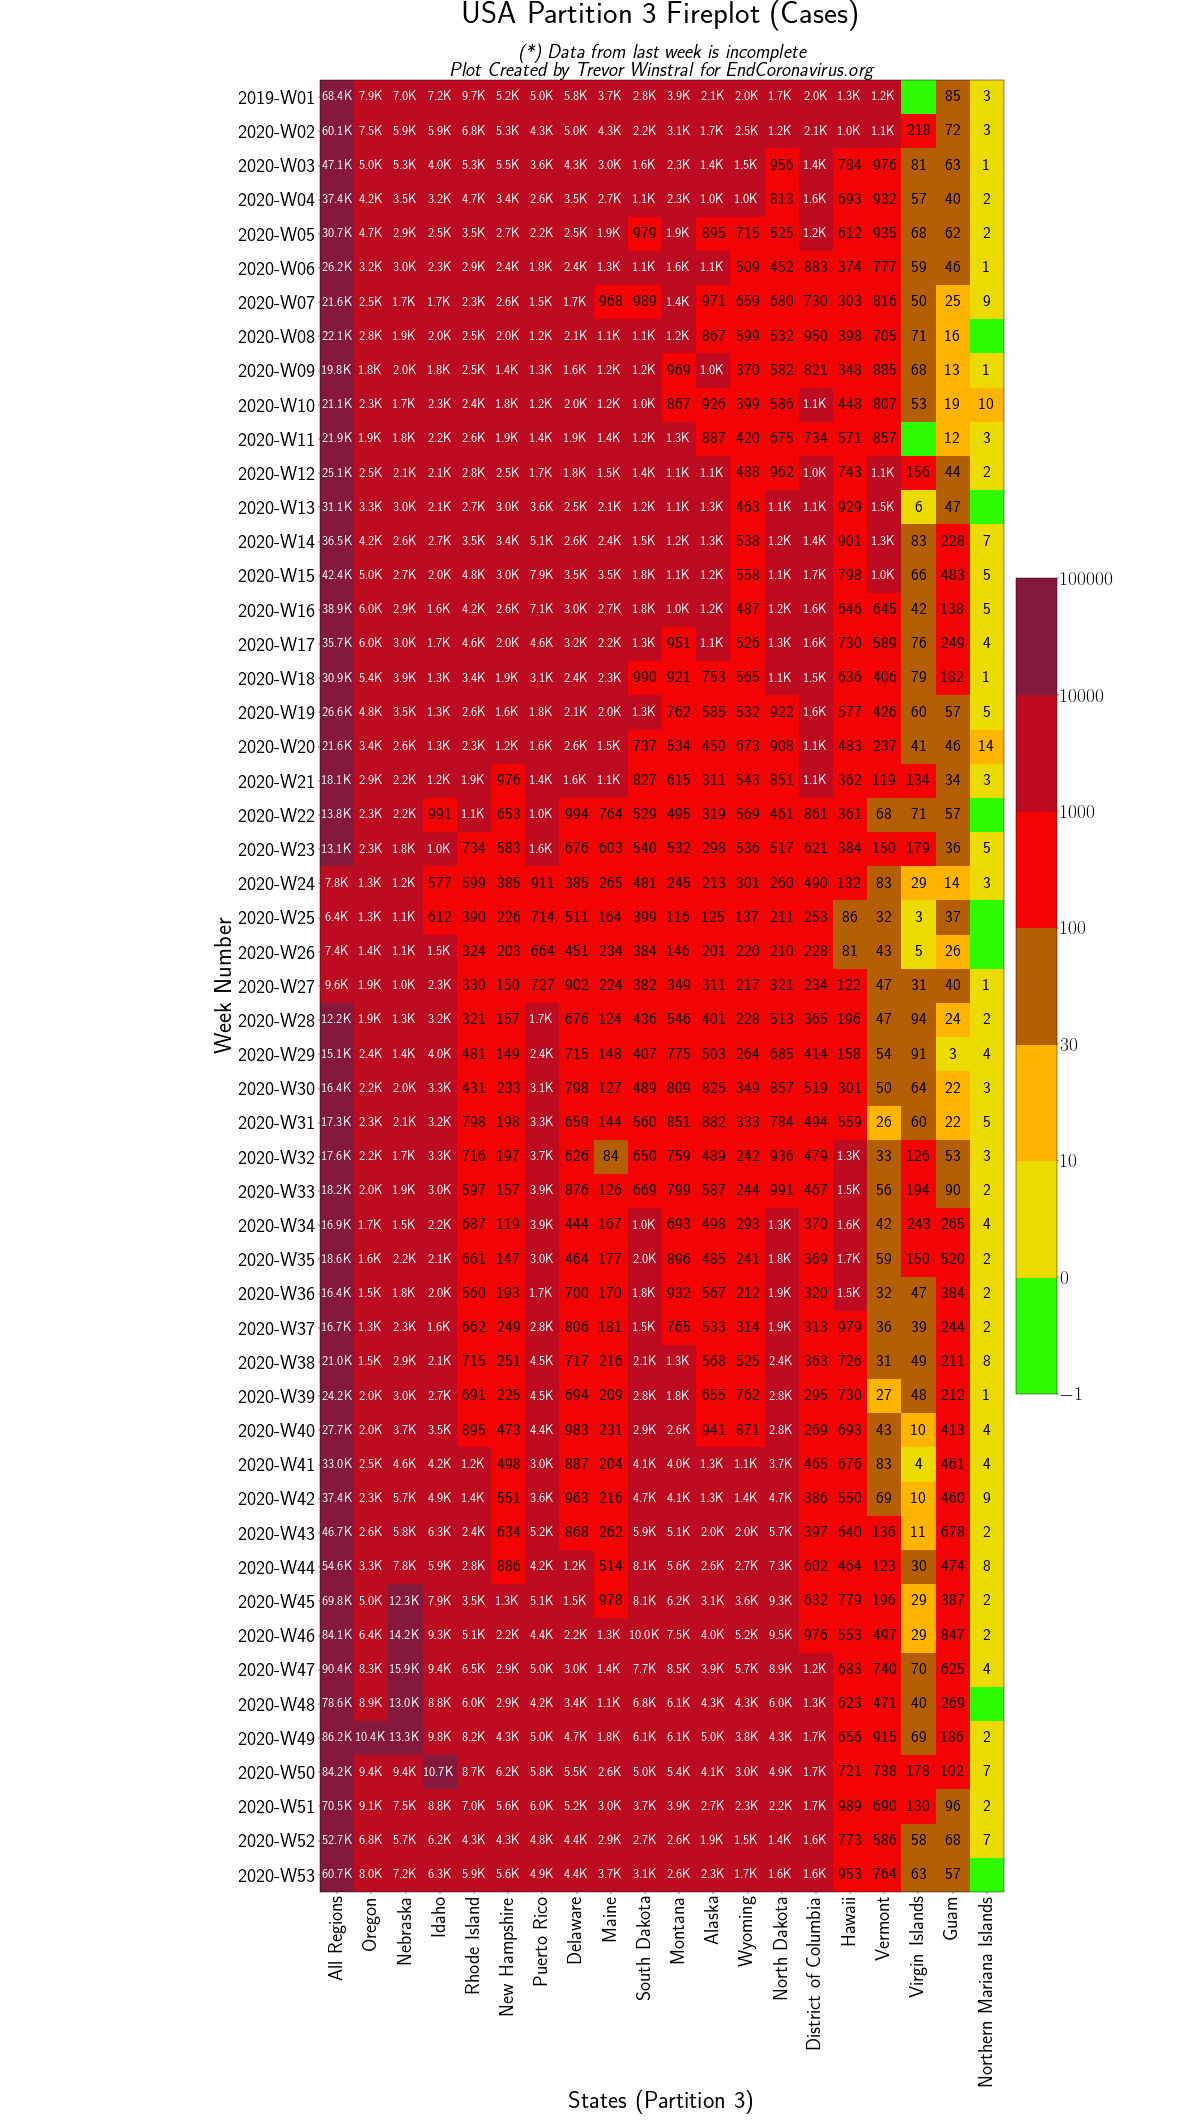 USA Partition 3 Fireplot (Cases)
(*) Data from last week is incomplete
Plot Created by Trevor Winstral for EndCoronavirus.org
2019-W01 68.4K 7.9K 7.0K 7.2K 9.7K 5.2K 5.0K 5.8K 3.7K 2.8K 3.9K 2.1K 2.0K 1.7K 2.0K 1.3K 1.2K 85 3
2020-W02 60.1K 7.5K 5.9K 5.9K 6.8K 5.3K 4.3K 5.0K 4.3K 2.2K 3.1K 1.7K 2.5K 1.2K 2.1K 1.0K 1.1K 218 72 3
2020-W03 47.1K 5.0K 5.3K 4.0K 5.3K 5.5K 3.6K 4.3K 3.0K 1.6K 2.3K 1.4K 1.5K 956 1.4K 784 976 81 63 1
2020-W04 37.4K 4.2K 3.5K 3.2K 4.7K 3.4K 2.6K 3.5K 2.7K 1.1K 2.3K 1.0K 1.0K 813 1.6K 693 932 57 40 2
2020-W05 30.7K 4.7K 2.9K 2.5K 3.5K 2.7K 2.2K 2.5K 1.9K 979 1.9K 895 715 525 1.2K 612 935 68 62 2
2020-W06 26.2K 3.2K 3.0K 2.3K 2.9K 2.4K 1.8K 2.4K 1.3K 1.1K 1.6K 1.1K 509 452 883 374 777 59 46 1
2020-W07 21.6K 2.5K 1.7K 1.7K 2.3K 2.6K 1.5K 1.7K 968 989 1.4K 971 659 680 730 303 816 50 25 9
2020-W08 22.1K 2.8K 1.9K 2.0K 2.5K 2.0K 1.2K 2.1K 1.1K 1.1K 1.2K 867 599 532 950 398 705 71 16
2020-W09 19.8K 1.8K 2.0K 1.8K 2.5K 1.4K 1.3K 1.6K 1.2K 1.2K 969 1.0K 370 582 821 348 885 68 13 1
2020-W10 21.1K 2.3K 1.7K 2.3K 2.4K 1.8K 1.2K 2.0K 1.2K 1.0K 867 926 399 586 1.1K 448 807 53 19 10
2020-W11 21.9K 1.9K 1.8K 2.2K 2.6K 1.9K 1.4K 1.9K 1.4K 1.2K 1.3K 887 420 675 734 571 857 12 3
2020-W12 25.1K 2.5K 2.1K 2.1K 2.8K 2.5K 1.7K 1.8K 1.5K 1.4K 1.1K 1.1K 488 962 1.0K 743 1.1K 156 44 2
2020-W13 31.1K 3.3K 3.0K 2.1K 2.7K 3.0K 3.6K 2.5K 2.1K 1.2K 1.1K 1.3K 463 1.1K 1.1K 929 1.5K 6 47
2020-W14 36.5K 4.2K 2.6K 2.7K 3.5K 3.4K 5.1K 2.6K 2.4K 1.5K 1.2K 1.3K 538 1.2K 1.4K 901 1.3K 83 228 7
2020-W15 42.4K 5.0K 2.7K 2.0K 4.8K 3.0K 7.9K 3.5K 3.5K 1.8K 1.1K 1.2K 558 1.1K 1.7K 798 1.0K 66 483 5
2020-W16 38.9K 6.0K 2.9K 1.6K 4.2K 2.6K 7.1K 3.0K 2.7K 1.8K 1.0K 1.2K 487 1.2K 1.6K 646 645 42 138 5
2020-W17 35.7K 6.0K 3.0K 1.7K 4.6K 2.0K 4.6K 3.2K 2.2K 1.3K 951 1.1K 526 1.3K 1.6K 730 589 76 249 4
2020-W18 30.9K 5.4K 3.9K 1.3K 3.4K 1.9K 3.1K 2.4K 2.3K 990 921 753 565 1.1K 1.5K 636 406 79 182 1
2020-W19 26.6K 4.8K 3.5K 1.3K 2.6K 1.6K 1.8K 2.1K 2.0K 1.3K 762 585 532 922 1.6K 577 426 60 57 5
2020-W20 21.6K 3.4K 2.6K 1.3K 2.3K 1.2K 1.6K 2.6K 1.5K 737 534 450 673 908 1.1K 483 237 41 46 14
2020-W21 18.1K 2.9K 2.2K 1.2K 1.9K 976 1.4K 1.6K 1.1K 827 615 311 543 851 1.1K 362 119 134 34 3
2020-W22 13.8K 2.3K 2.2K 991 1.1K 653 1.0K 994 764 529 495 319 569 461 861 361 68 71 57
2020-W23 13.1K 2.3K 1.8K 1.0K 734 583 1.6K 676 603 540 532 298 536 517 621 384 150 179 36 5
2020-W24 7.8K 1.3K 1.2K 577 599 385 911 385 265 481 245 213 301 260 490 132 83 29 14 3
2020-W25 6.4K 1.3K 1.1K 612 390 226 714 511 164 399 116 125 137 211 253 86 32 3 37
2020-W26 7.4K 1.4K 1.1K 1.5K 324 203 664 451 234 384 146 201 220 210 228 81 43 5 26
2020-W27 9.6K 1.9K 1.0K 2.3K 330 150 727 902 224 382 349 311 217 321 234 122 47 31 40 1
2020-W28 12.2K 1.9K 1.3K 3.2K 321 157 1.7K 676 124 436 546 401 228 513 365 196 47 94 24 2
2020-W29 15.1K 2.4K 1.4K 4.0K 481 149 2.4K 715 148 407 775 503 264 685 414 158 54 91 3 4
2020-W30 16.4K 2.2K 2.0K 3.3K 431 233 3.1K 798 127 489 809 825 349 857 519 301 50 64 22 3
2020-W31 17.3K 2.3K 2.1K 3.2K 798 198 3.3K 659 144 560 851 882 333 784 494 559 26 60 22 5
2020-W32 17.6K 2.2K 1.7K 3.3K 716 197 3.7K 626 84 650 759 489 242 936 479 1.3K 33 126 53 3
2020-W33 18.2K 2.0K 1.9K 3.0K 597 157 3.9K 876 126 669 799 587 244 991 467 1.5K 56 194 90 2
2020-W34 16.9K 1.7K 1.5K 2.2K 687 119 3.9K 444 167 1.0K 693 498 293 1.3K 370 1.6K 42 243 265 4
2020-W35 18.6K 1.6K 2.2K 2.1K 661 147 3.0K 464 177 2.0K 896 485 241 1.8K 369 1.7K 59 150 520 2
2020-W36 16.4K 1.5K 1.8K 2.0K 560 193 1.7K 700 170 1.8K 932 567 212 1.9K 320 1.5K 32 47 384 2
2020-W37 16.7K 1.3K 2.3K 1.6K 662 249 2.8K 806 181 1.5K 765 533 314 1.9K 313 979 36 39 244 2
2020-W38 21.0K 1.5K 2.9K 2.1K 715 251 4.5K 717 216 2.1K 1.3K 568 525 2.4K 363 726 31 49 211 8
2020-W39 24.2K 2.0K 3.0K 2.7K 691 225 4.5K 694 209 2.8K 1.8K 655 762 2.8K 295 730 27 48 212 1
2020-W40 27.7K 2.0K 3.7K 3.5K 895 473 4.4K 983 231 2.9K 2.6K 941 871 2.8K 269 693 43 10 413 4
2020-W41 33.0K 2.5K 4.6K 4.2K 1.2K 498 3.0K 887 204 4.1K 4.0K 1.3K 1.1K 3.7K 465 676 83 4 461 4
2020-W42 37.4K 2.3K 5.7K 4.9K 1.4K 551 3.6K 963 216 4.7K 4.1K 1.3K 1.4K 4.7K 386 550 69 10 460 9
2020-W43 46.7K 2.6K 5.8K 6.3K 2.4K 634 5.2K 868 262 5.9K 5.1K 2.0K 2.0K 5.7K 397 640 136 11 678 2
2020-W44 54.6K 3.3K 7.8K 5.9K 2.8K 886 4.2K 1.2K 514 8.1K 5.6K 2.6K 2.7K 7.3K 602 464 123 30 474 8
2020-W45 69.8K 5.0K 12.3K 7.9K 3.5K 1.3K 5.1K 1.5K 978 8.1K 6.2K 3.1K 3.6K 9.3K 632 779 196 29 387 2
2020-W46 84.1K 6.4K 14.2K 9.3K 5.1K 2.2K 4.4K 2.2K 1.3K 10.0K 7.5K 4.0K 5.2K 9.5K 976 553 497 29 847 2
2020-W47 90.4K 8.3K 15.9K 9.4K 6.5K 2.9K 5.0K 3.0K 1.4K 7.7K 8.5K 3.9K 5.7K 8.9K 1.2K 683 740 70 625 4
2020-W48 78.6K 8.9K 13.0K 8.8K 6.0K 2.9K 4.2K 3.4K 1.1K 6.8K 6.1K 4.3K 4.3K 6.0K 1.3K 623 471 40 269
2020-W49 86.2K 10.4K 13.3K 9.8K 8.2K 4.3K 5.0K 4.7K 1.8K 6.1K 6.1K 5.0K 3.8K 4.3K 1.7K 656 915 69 186 2
2020-W50 84.2K 9.4K 9.4K 10.7K 8.7K 6.2K 5.8K 5.5K 2.6K 5.0K 5.4K 4.1K 3.0K 4.9K 1.7K 721 738 178 102 7
2020-W51 70.5K 9.1K 7.5K 8.8K 7.0K 5.6K 6.0K 5.2K 3.0K 3.7K 3.9K 2.7K 2.3K 2.2K 1.7K 989 690 130 96 2
2020-W52 52.7K 6.8K 5.7K 6.2K 4.3K 4.3K 4.8K 4.4K 2.9K 2.7K 2.6K 1.9K 1.5K 1.4K 1.6K 773 586 58 68 7
2020-W53 60.7K 8.0K 7.2K 6.3K 5.9K 5.6K 4.9K 4.4K 3.7K 3.1K 2.6K 2.3K 1.7K 1.6K 1.6K 953 764 63 57
Week Number
All Regions
Oregon
Nebraska
Idaho
Rhode Island
New Hampshire
Puerto Rico
Delaware
Maine
South Dakota
Montana
Alaska
Wyoming
North Dakota
District of Columbia
Hawaii
Vermont
Virgin Islands
Guam
Northern Mariana Islands
States (Partition 3)
100000
10000
1000
100
30
10
0
−1